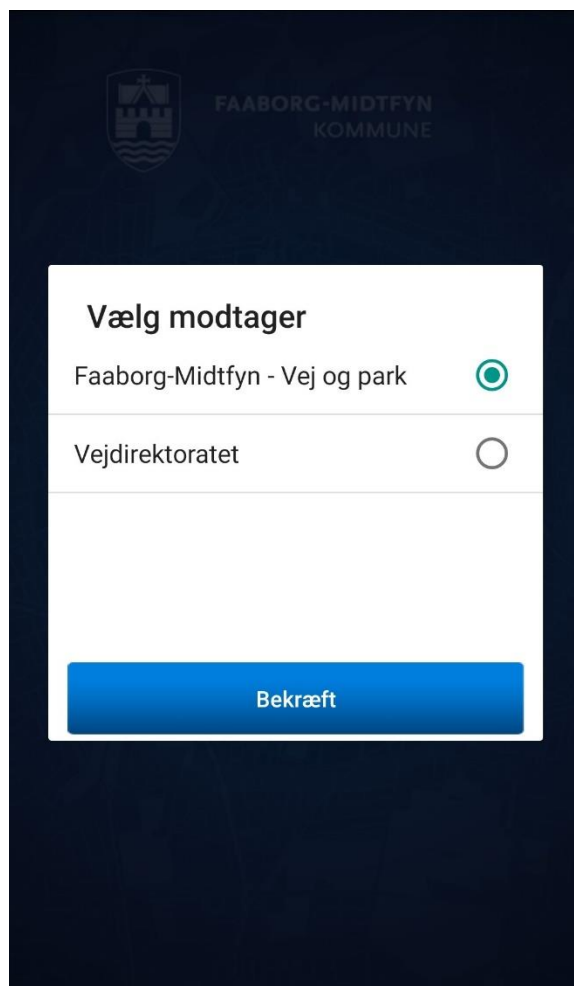 FAABORG-MIDTFYN
KOMMUNE
Vælg modtager
Faaborg-Midtfyn - Vej og park
Vejdirektoratet
Bekræft